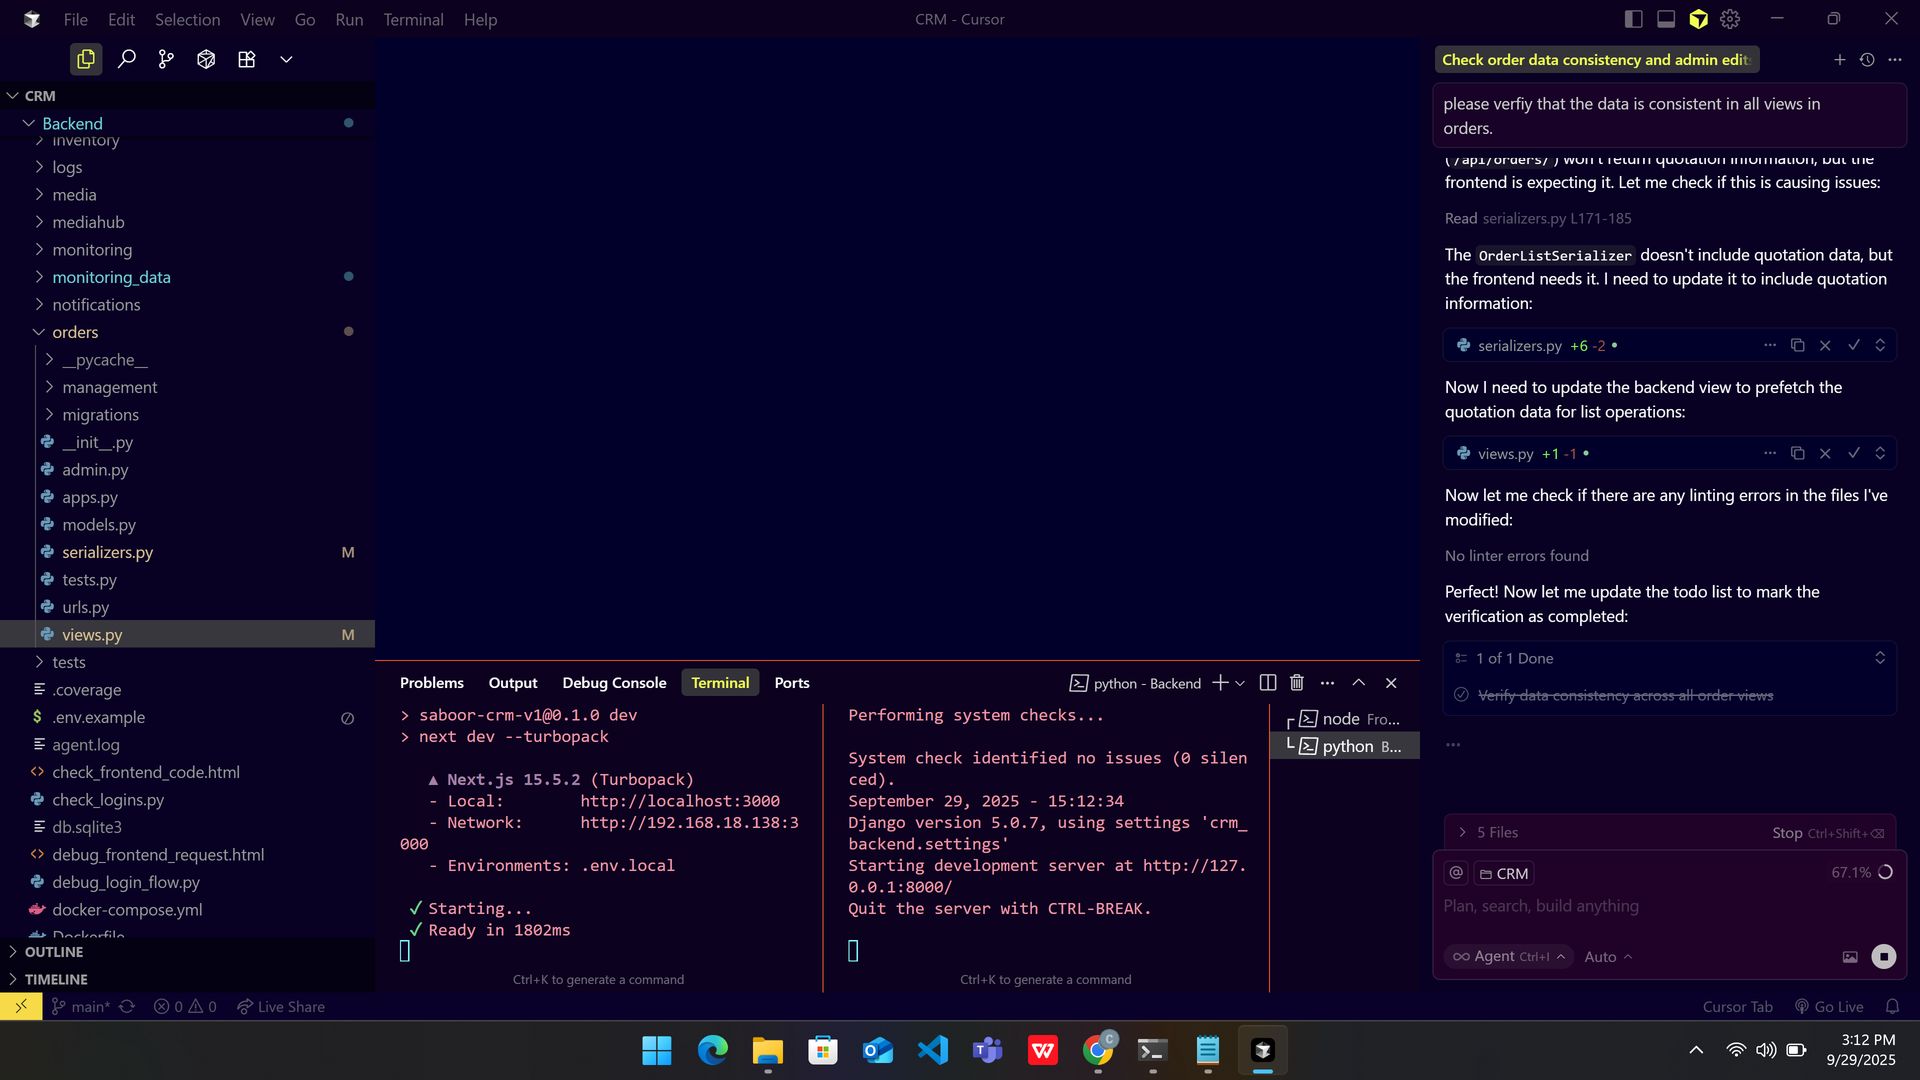 File Edit Selection View Go Run Terminal Help
CRM - Cursor
CRM
Backend
inventory
logs
media
mediahub
monitoring
monitoring_data
notifications
orders
__pycache__
management
migrations
__init__.py
admin.py
apps.py
models.py
serializers.py M
tests.py
urls.py
views.py M
tests
.coverage
.env.example
agent.log
check_frontend_code.html
check_logins.py
db.sqlite3
debug_frontend_request.html
debug_login_flow.py
docker-compose.yml
Dockerfile
OUTLINE
TIMELINE
Problems Output Debug Console Terminal Ports
python - Backend
> saboor-crm-v1@0.1.0 dev
> next dev --turbopack
▲ Next.js 15.5.2 (Turbopack)
- Local: http://localhost:3000
- Network: http://192.168.18.138:3
000
- Environments: .env.local
✓ Starting...
✓ Ready in 1802ms
Ctrl+K to generate a command
Performing system checks...
System check identified no issues (0 silen
ced).
September 29, 2025 - 15:12:34
Django version 5.0.7, using settings 'crm_
backend.settings'
Starting development server at http://127.
0.0.1:8000/
Quit the server with CTRL-BREAK.
Ctrl+K to generate a command
node Fro...
python B...
Check order data consistency and admin edit
please verfiy that the data is consistent in all views in
orders.
(/api/orders/) won't return quotation information, but the
frontend is expecting it. Let me check if this is causing issues:
Read serializers.py L171-185
The OrderListSerializer doesn't include quotation data, but
the frontend needs it. I need to update it to include quotation
information:
serializers.py +6 -2
Now I need to update the backend view to prefetch the
quotation data for list operations:
views.py +1 -1
Now let me check if there are any linting errors in the files I've
modified:
No linter errors found
Perfect! Now let me update the todo list to mark the
verification as completed:
1 of 1 Done
Verify data consistency across all order views
5 Files Stop Ctrl+Shift+⌫
@ CRM 67.1%
Plan, search, build anything
Agent Ctrl+I Auto
main* 0 0 Live Share
Cursor Tab Go Live
3:12 PM
9/29/2025